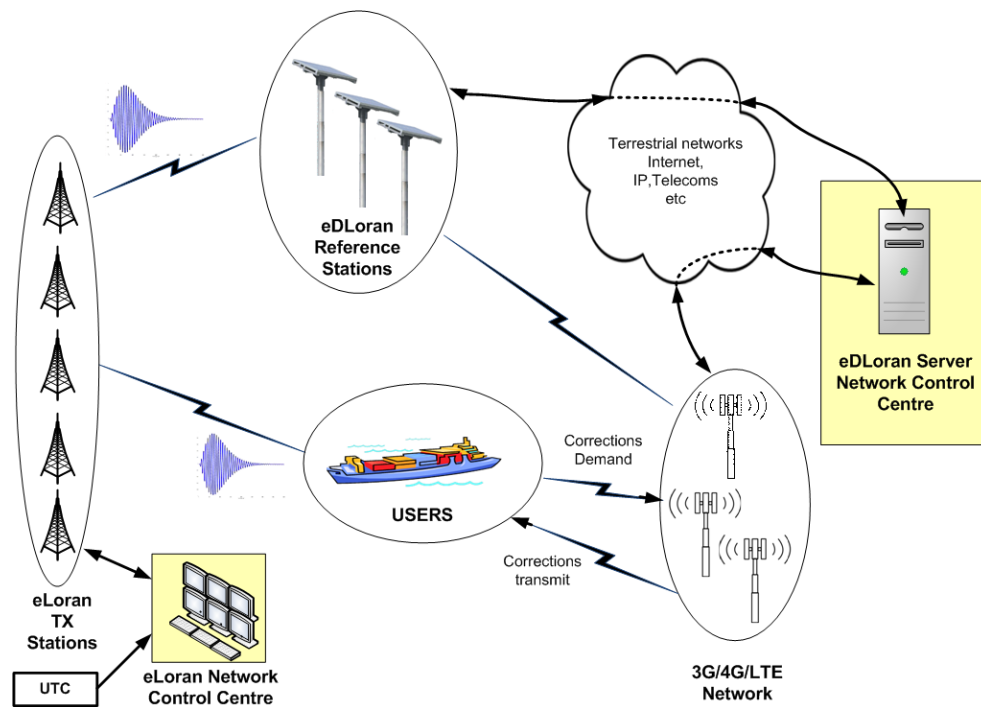 Terrestrial networks
Internet,
IP,Telecoms
etc
eDLoran
Reference
Stations
eDLoran Server
Network Control
Centre
Corrections
Demand
USERS
Corrections
transmit
eLoran
TX
Stations
UTC
eLoran Network
Control Centre
3G/4G/LTE
Network